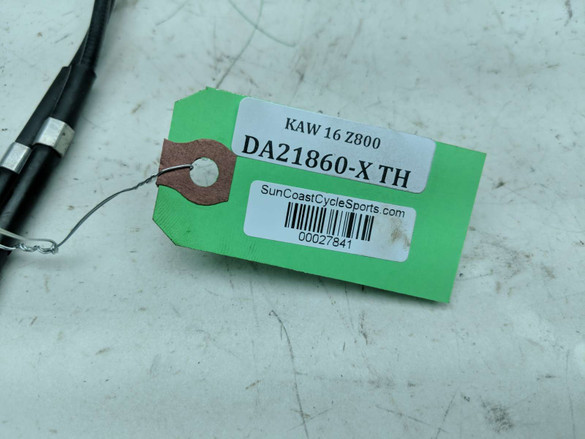 KAW 16 Z800
DA21860-X TH
SunCoastCycleSports.com
00027841